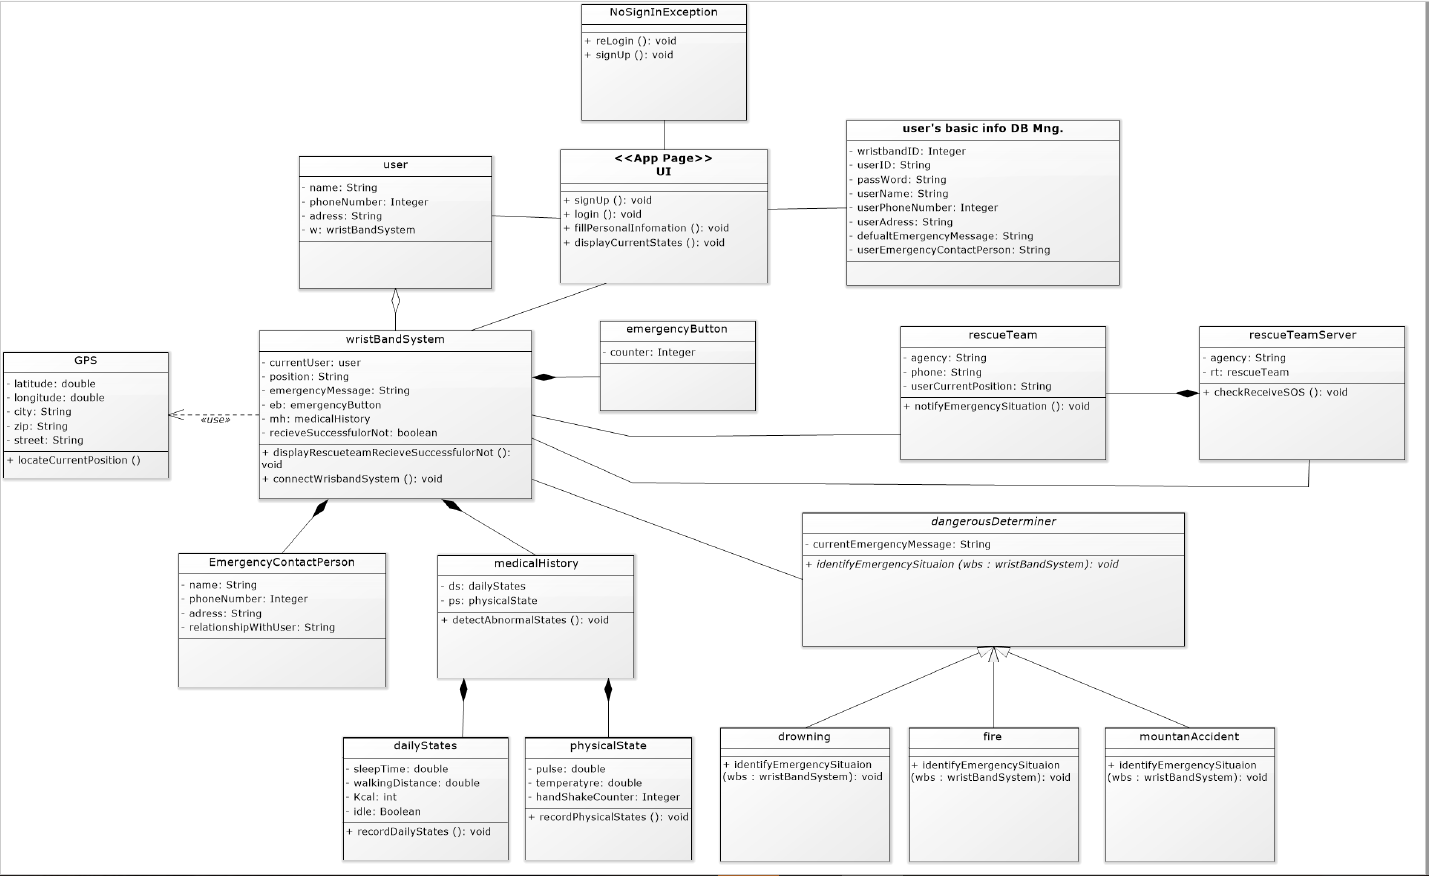 NoSignInException
+ reLogin (): void
+ signUp (): void
user's basic info DB Mng.
- wristbandID: Integer
- userID: String
- passWord: String
- userName: String
- userPhoneNumber: Integer
- userAdress: String
- defualtEmergencyMessage: String
- userEmergencyContactPerson: String
<<App Page>>
UI
+ signUp (): void
+ login (): void
+ fillPersonalInfomation (): void
+ displayCurrentStates (): void
user
- name: String
- phoneNumber: Integer
- adress: String
- w: wristBandSystem
emergencyButton
- counter: Integer
rescueTeam
- agency: String
- phone: String
- userCurrentPosition: String
+ notifyEmergencySituation (): void
rescueTeamServer
- agency: String
- rt: rescueTeam
+ checkReceiveSOS (): void
wristBandSystem
- currentUser: user
- position: String
- emergencyMessage: String
- eb: emergencyButton
- mh: medicalHistory
- recieveSuccessfulorNot: boolean
+ displayRescueteamRecieveSuccessfulorNot ():
void
+ connectWrisbandSystem (): void
GPS
- latitude: double
- longitude: double
- city: String
- zip: String
- street: String
+ locateCurrentPosition ()
«use»
dangerousDeterminer
- currentEmergencyMessage: String
+ identifyEmergencySituaion (wbs : wristBandSystem): void
EmergencyContactPerson
- name: String
- phoneNumber: Integer
- adress: String
- relationshipWithUser: String
medicalHistory
- ds: dailyStates
- ps: physicalState
+ detectAbnormalStates (): void
dailyStates
- sleepTime: double
- walkingDistance: double
- Kcal: int
- idle: Boolean
+ recordDailyStates (): void
physicalState
- pulse: double
- temperatyre: double
- handShakeCounter: Integer
+ recordPhysicalStates (): void
drowning
+ identifyEmergencySituaion
(wbs : wristBandSystem): void
fire
+ identifyEmergencySituaion
(wbs : wristBandSystem): void
mountanAccident
+ identifyEmergencySituaion
(wbs : wristBandSystem): void